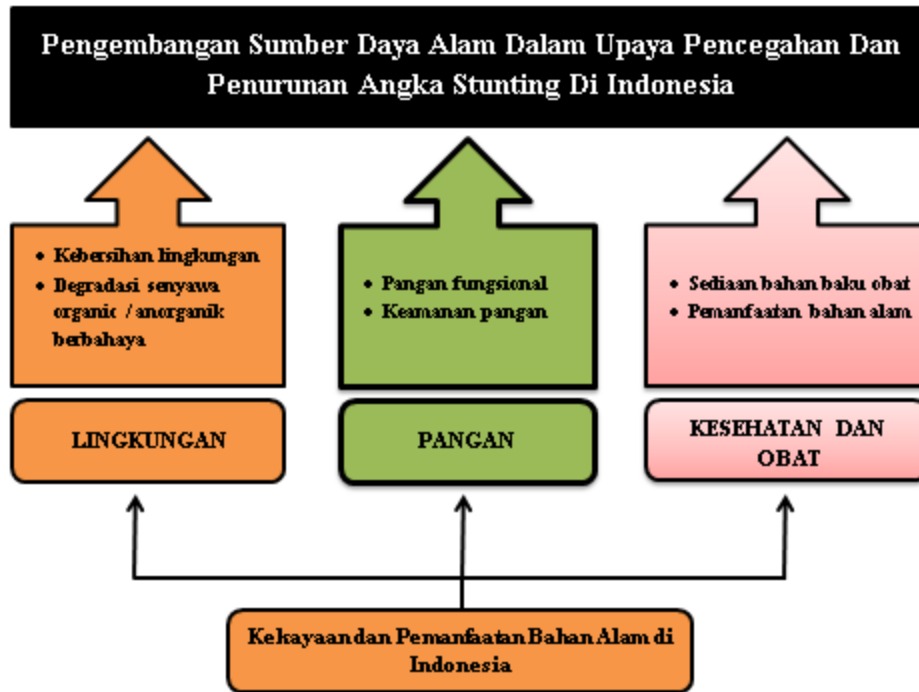 Pengembangan Sumber Daya Alam Dalam Upaya Pencegahan Dan
Penurunan Angka Stunting Di Indonesia
• Kebersihan lingkungan
• Degradasi senyawa
organic / anorganik
berbahaya
• Pangan fungsional
• Keamanan pangan
• Sediaan bahan baku obat
• Pemanfaatan bahan alam
LINGKUNGAN
PANGAN
KESEHATAN DAN
OBAT
Kekayaan dan Pemanfaatan Bahan Alam di
Indonesia